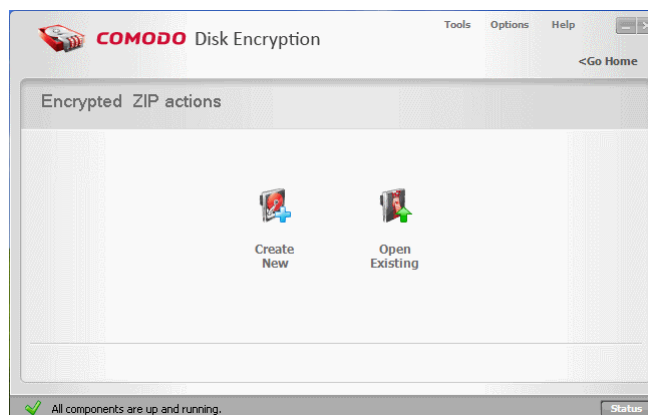 Tools Options Help
COMODO Disk Encryption
<Go Home
Encrypted ZIP actions
Create New
Open Existing
All components are up and running.
Status